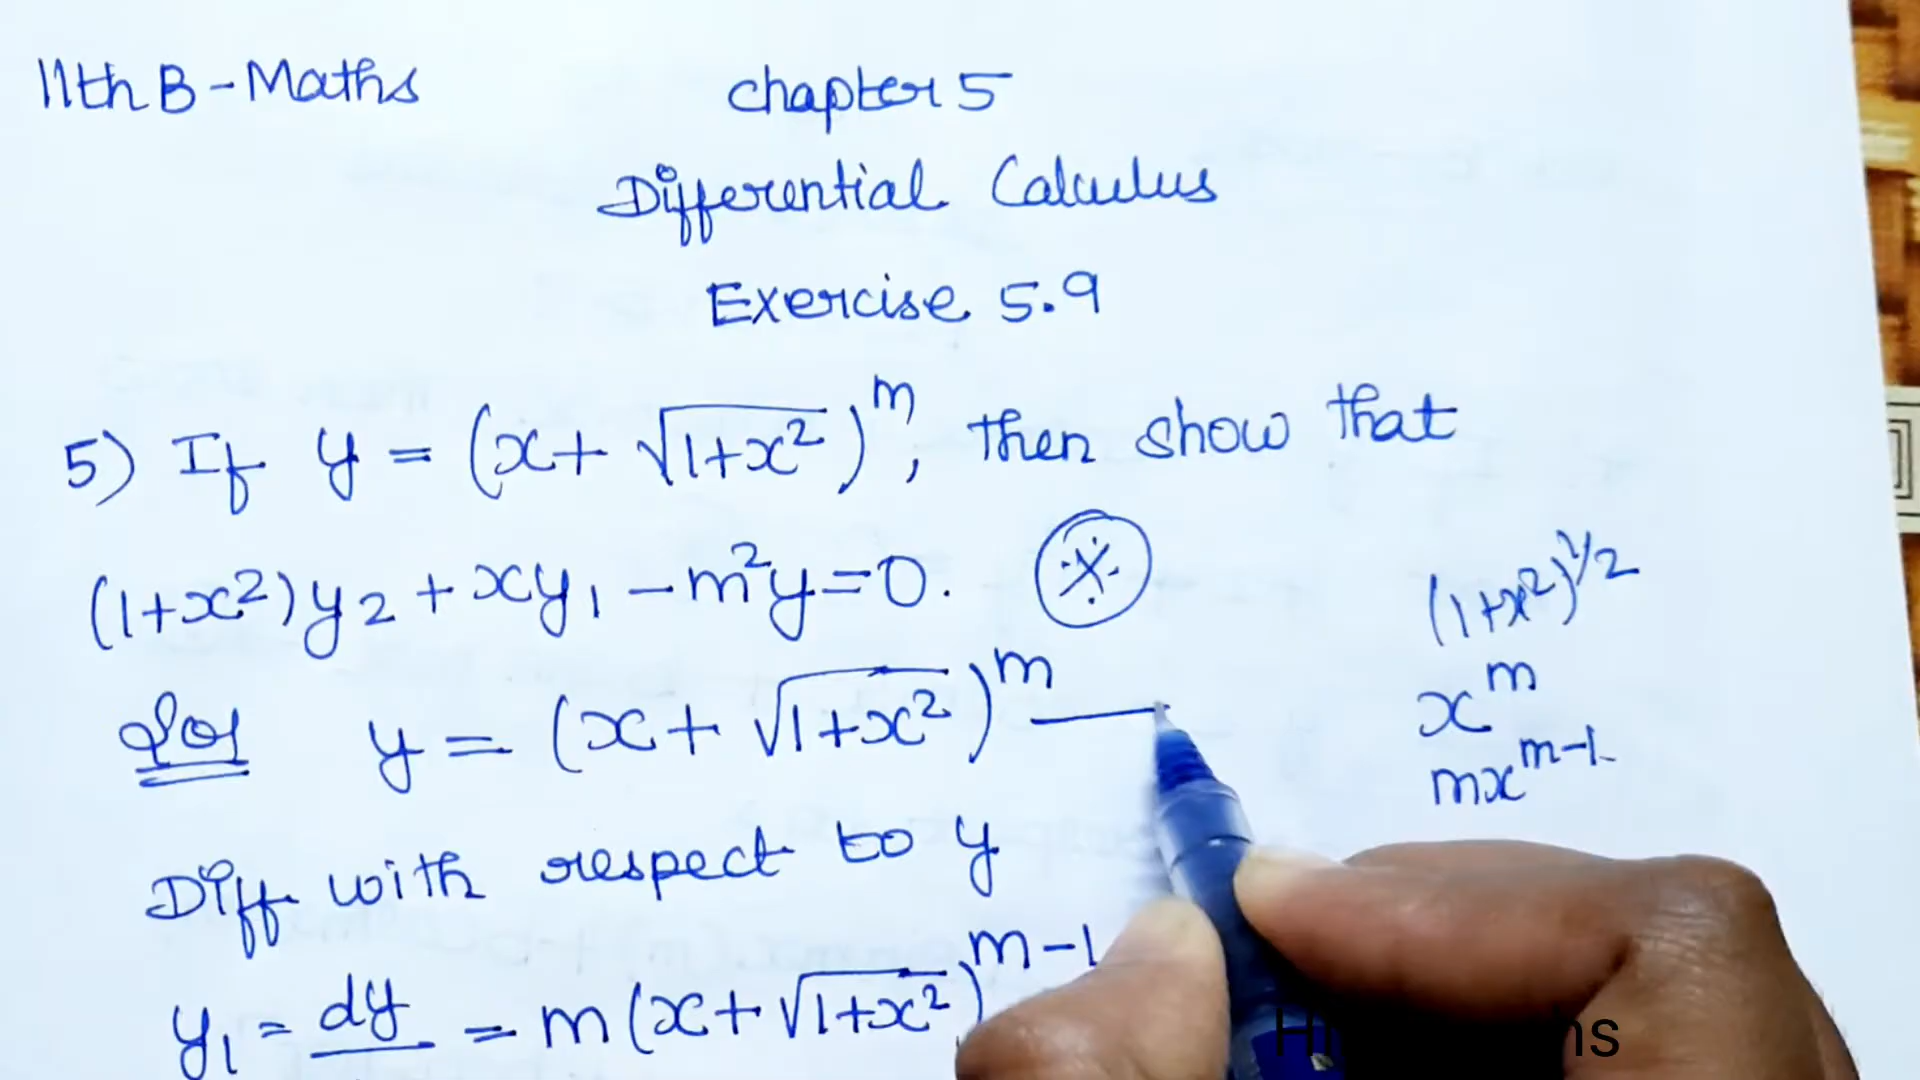 11th B - Maths
chapter 5
Differential Calculus
Exercise 5.9
5) If y = (x + √1+x²)^m, then show that
(1+x²)y₂ + xy₁ - m²y = 0.
(1+x²)^1/2
Sol y = (x + √1+x²)^m
x^m
mx^m-1
Diff with respect to y
y₁ = dy = m(x + √1+x²)^m-1